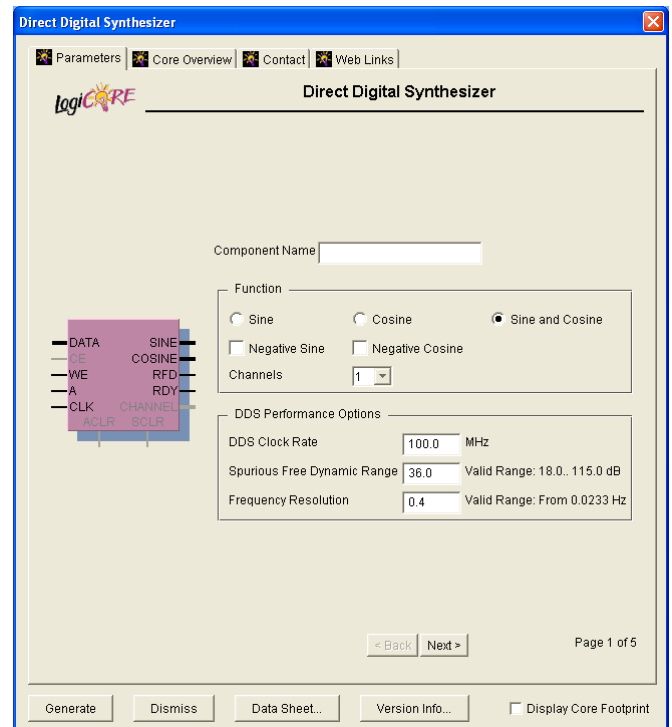 Direct Digital Synthesizer
Parameters Core Overview Contact Web Links
LogiCORE
Direct Digital Synthesizer
Component Name
Function
Sine Cosine Sine and Cosine
Negative Sine Negative Cosine
Channels 1
DATA SINE
CE COSINE
WE RFD
A RDY
CLK CHANNEL
ACLR SCLR
DDS Performance Options
DDS Clock Rate 100.0 MHz
Spurious Free Dynamic Range 36.0 Valid Range: 18.0.. 115.0 dB
Frequency Resolution 0.4 Valid Range: From 0.0233 Hz
< Back Next > Page 1 of 5
Generate Dismiss Data Sheet... Version Info... Display Core Footprint